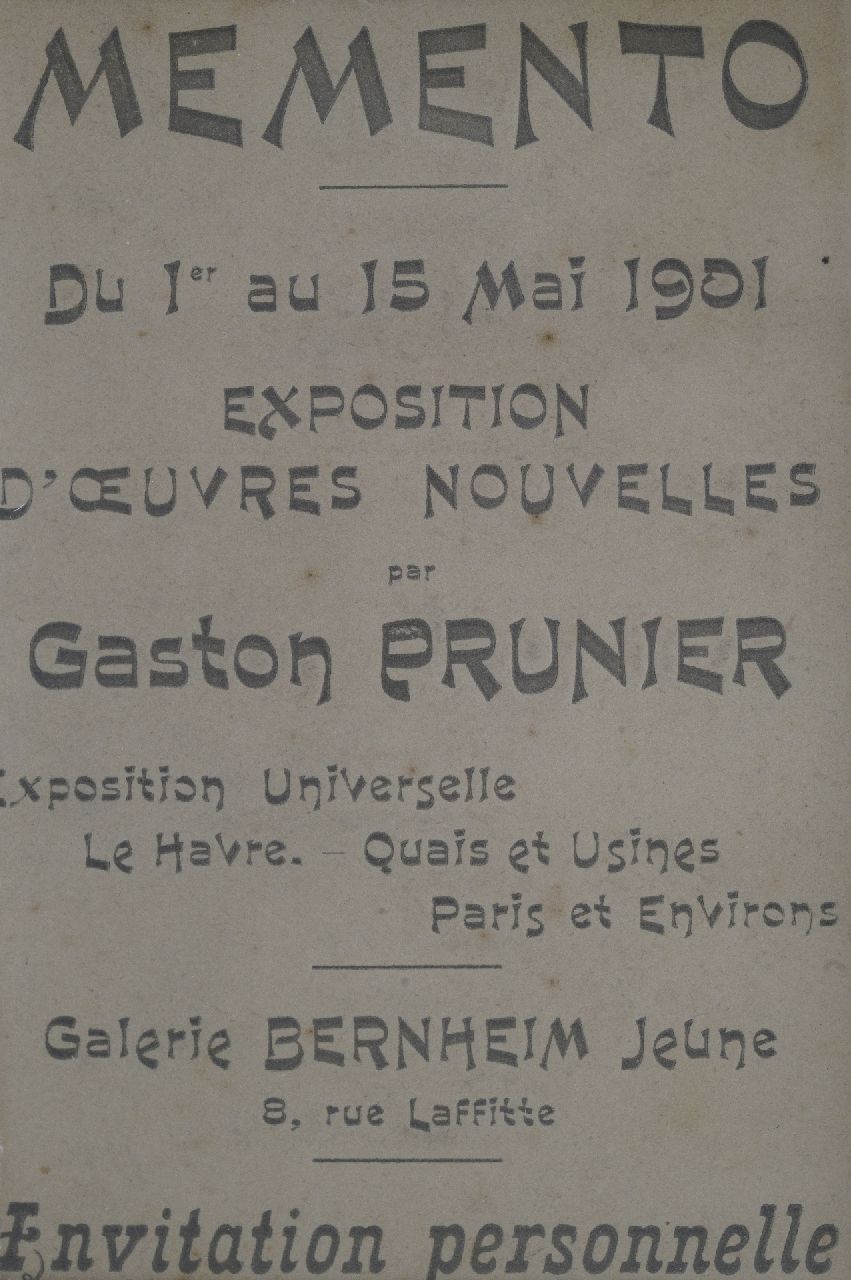 MEMENTO
Du 1er au 15 Mai 1901
EXPOSITION
D'ŒUVRES NOUVELLES
par
Gaston PRUNIER
Exposition Universelle
Le Havre. — Quais et Usines
Paris et Environs
Galerie BERNHEIM Jeune
8, rue Laffitte
Invitation personnelle